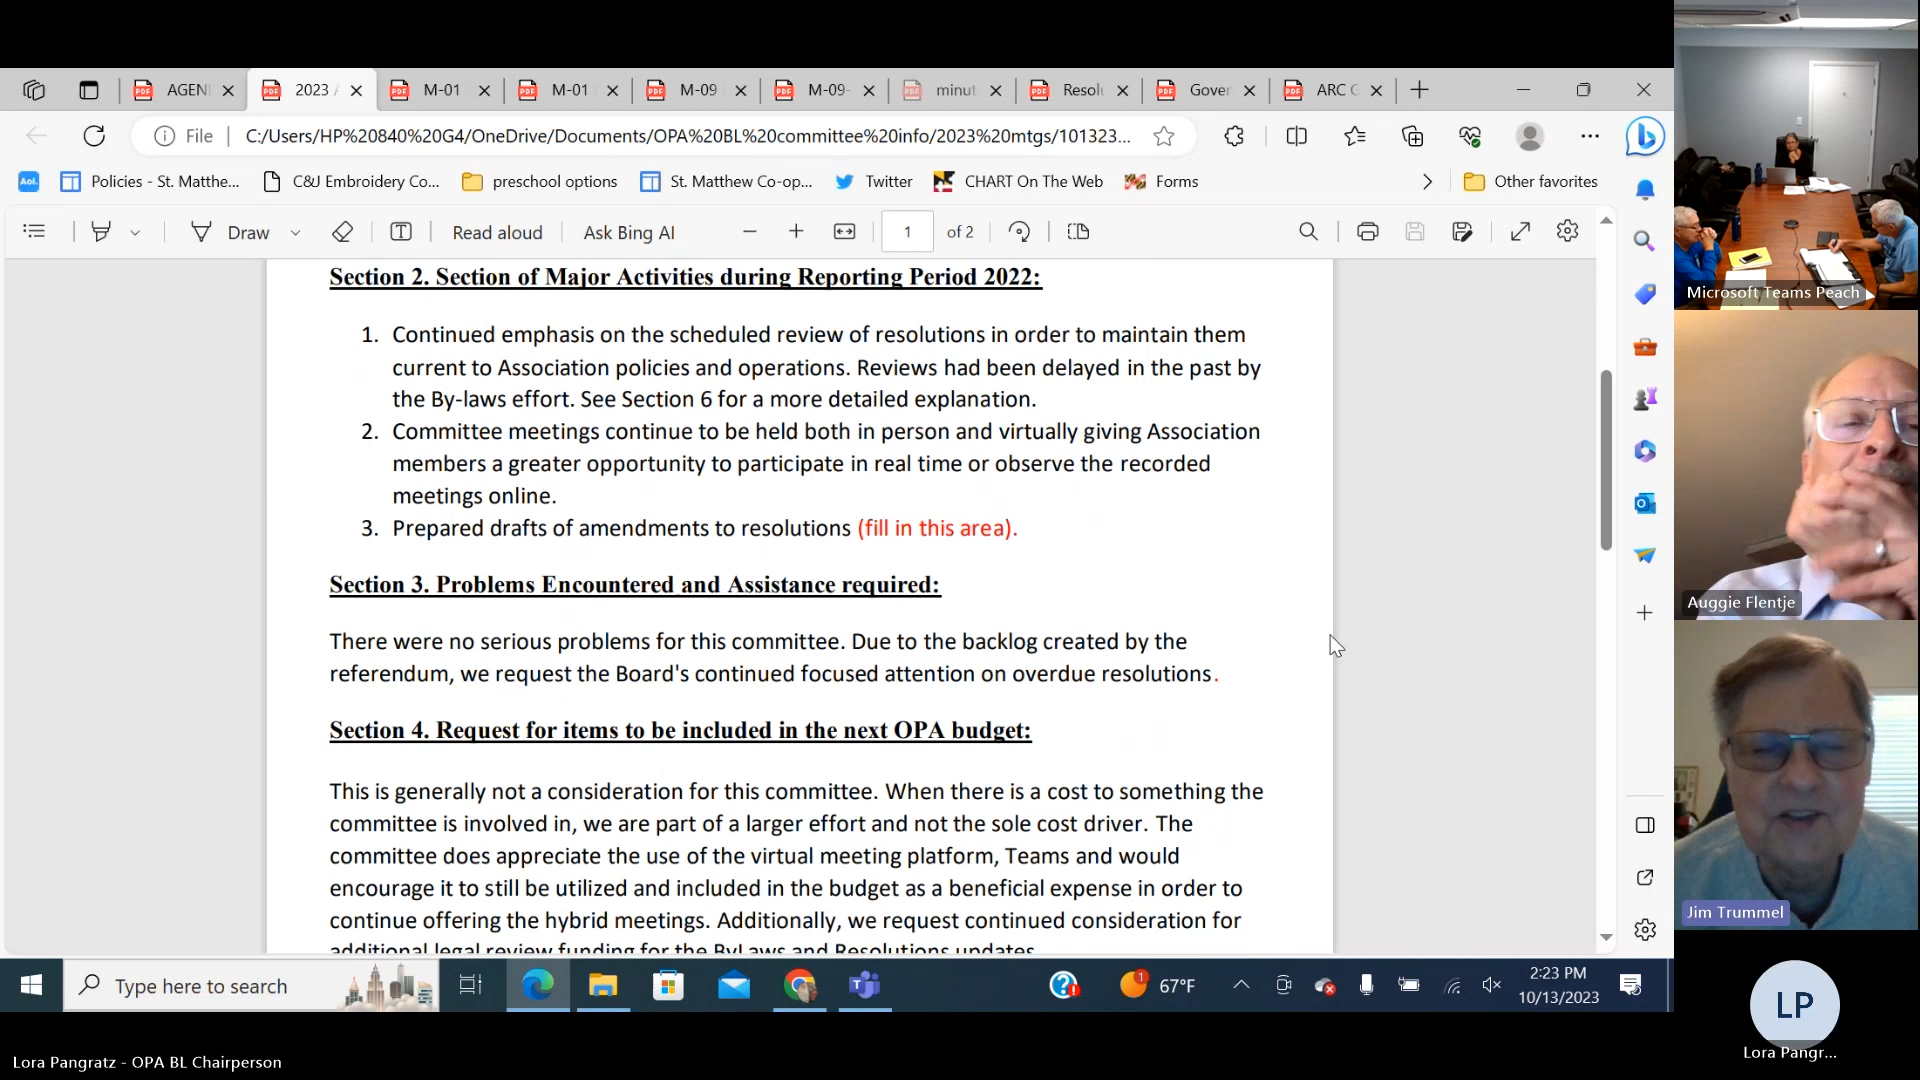 AGEN
2023
M-01
M-01
M-09
M-09-
minut
Resolu
Gover
ARC G
File
C:/Users/HP%20840%20G4/OneDrive/Documents/OPA%20BL%20committee%20info/2023%20mtgs/101323...
Aol.
Policies - St. Matthe...
C&J Embroidery Co...
preschool options
St. Matthew Co-op...
Twitter
CHART On The Web
Forms
Other favorites
Draw
Read aloud
Ask Bing AI
1
of 2
Section 2. Section of Major Activities during Reporting Period 2022:
1. Continued emphasis on the scheduled review of resolutions in order to maintain them
current to Association policies and operations. Reviews had been delayed in the past by
the By-laws effort. See Section 6 for a more detailed explanation.
2. Committee meetings continue to be held both in person and virtually giving Association
members a greater opportunity to participate in real time or observe the recorded
meetings online.
3. Prepared drafts of amendments to resolutions (fill in this area).
Section 3. Problems Encountered and Assistance required:
There were no serious problems for this committee. Due to the backlog created by the
referendum, we request the Board's continued focused attention on overdue resolutions.
Section 4. Request for items to be included in the next OPA budget:
This is generally not a consideration for this committee. When there is a cost to something the
committee is involved in, we are part of a larger effort and not the sole cost driver. The
committee does appreciate the use of the virtual meeting platform, Teams and would
encourage it to still be utilized and included in the budget as a beneficial expense in order to
continue offering the hybrid meetings. Additionally, we request continued consideration for
additional legal review funding for the ByLaws and Resolutions updates.
Type here to search
1
67°F
2:23 PM
10/13/2023
Microsoft Teams Peach
Auggie Flentje
Jim Trummel
LP
Lora Pangr...
Lora Pangratz - OPA BL Chairperson